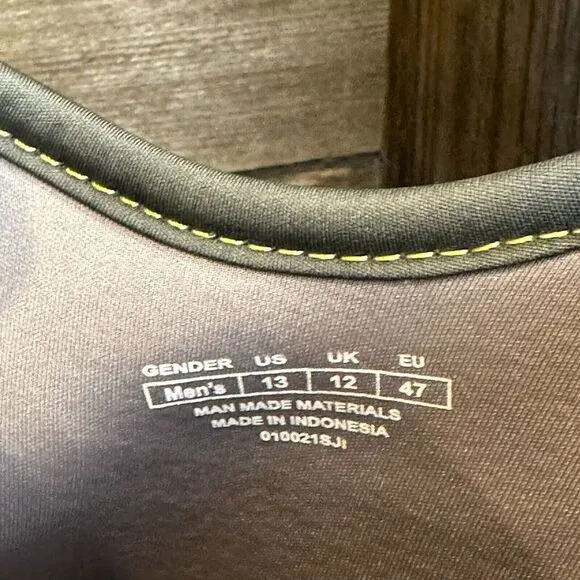 GENDER US UK EU
Men's 13 12 47
MAN MADE MATERIALS
MADE IN INDONESIA
010021SJI